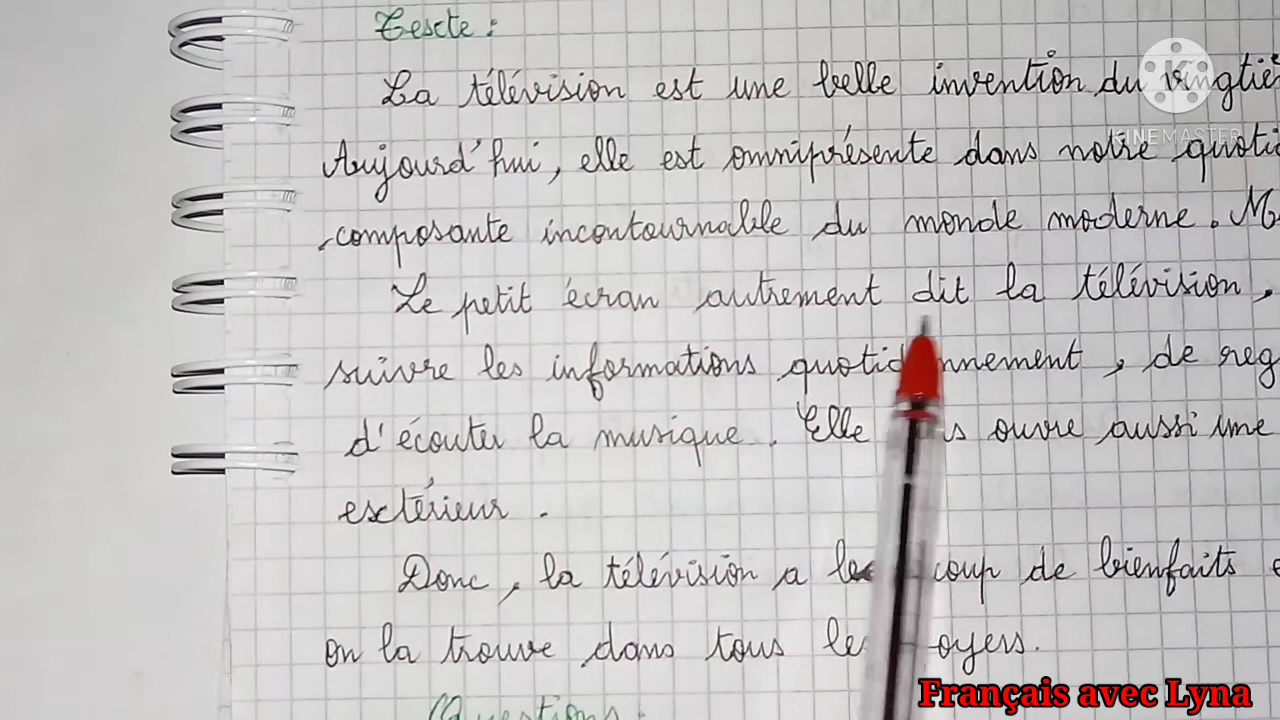 Texte :
La télévision est une belle invention du
Aujourd'hui, elle est omniprésente dans notre
composante incontournable du monde moderne.
Le petit écran autrement dit la télévision,
suivre les informations quotidiennement, de
d'écouter la musique. Elle ouvre aussi une
extérieur.
Donc, la télévision a de bienfaits
on la trouve dans tous
Questions:
KINEMASTER
Français avec Lyna